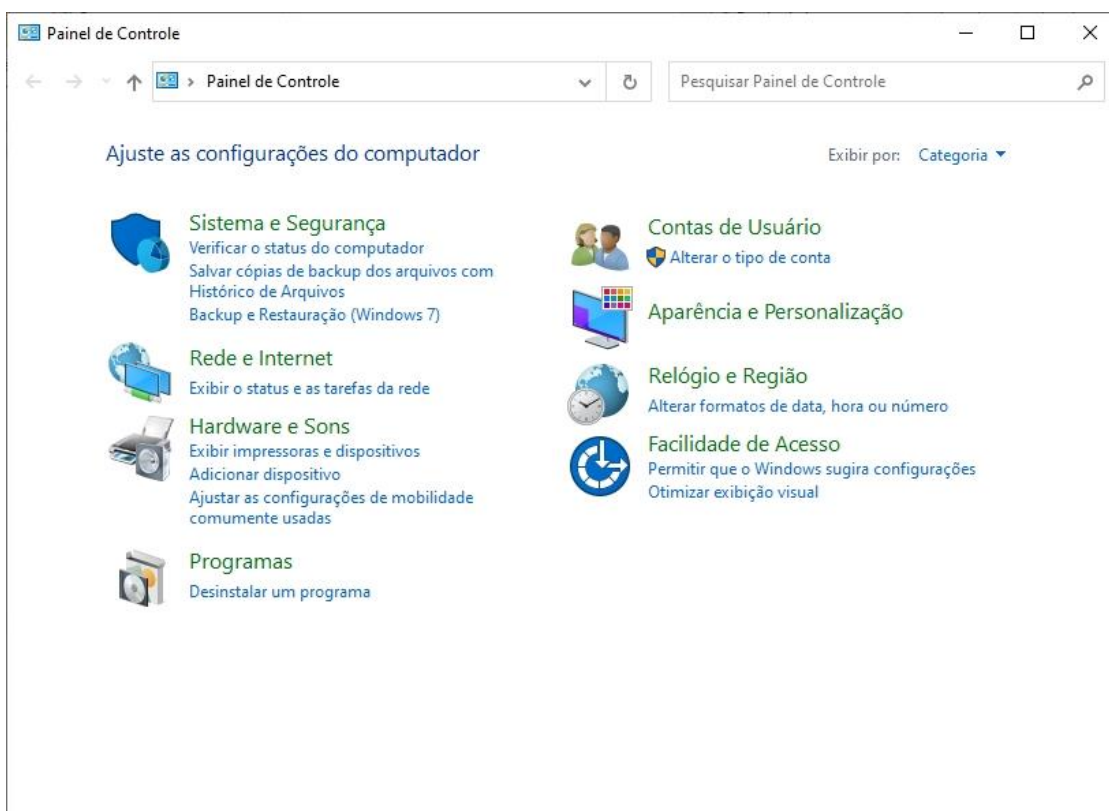 Painel de Controle
Painel de Controle
Pesquisar Painel de Controle
Ajuste as configurações do computador
Exibir por: Categoria
Sistema e Segurança
Verificar o status do computador
Salvar cópias de backup dos arquivos com
Histórico de Arquivos
Backup e Restauração (Windows 7)
Rede e Internet
Exibir o status e as tarefas da rede
Hardware e Sons
Exibir impressoras e dispositivos
Adicionar dispositivo
Ajustar as configurações de mobilidade
comumente usadas
Programas
Desinstalar um programa
Contas de Usuário
Alterar o tipo de conta
Aparência e Personalização
Relógio e Região
Alterar formatos de data, hora ou número
Facilidade de Acesso
Permitir que o Windows sugira configurações
Otimizar exibição visual